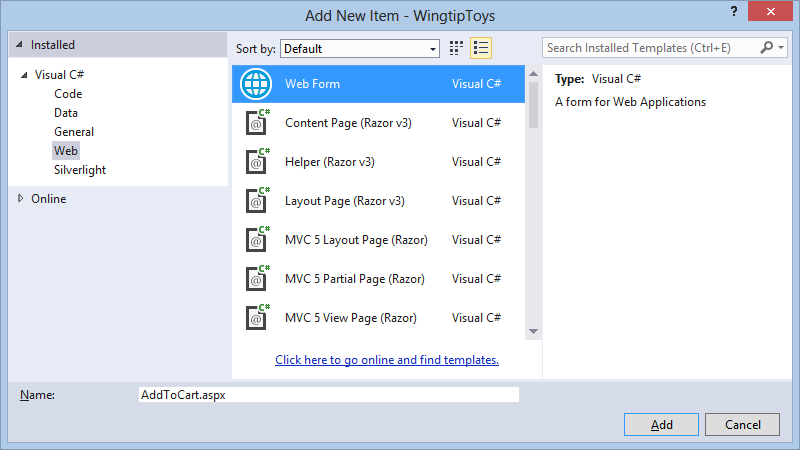 Add New Item - WingtipToys
?
Installed
Sort by: Default
Search Installed Templates (Ctrl+E)
Visual C#
Code
Data
General
Web
Silverlight
Online
Web Form Visual C#
C# @ Content Page (Razor v3) Visual C#
C# @ Helper (Razor v3) Visual C#
C# @ Layout Page (Razor v3) Visual C#
C# @ MVC 5 Layout Page (Razor) Visual C#
C# @ MVC 5 Partial Page (Razor) Visual C#
C# @ MVC 5 View Page (Razor) Visual C#
Click here to go online and find templates.
Type: Visual C#
A form for Web Applications
Name: AddToCart.aspx
Add Cancel